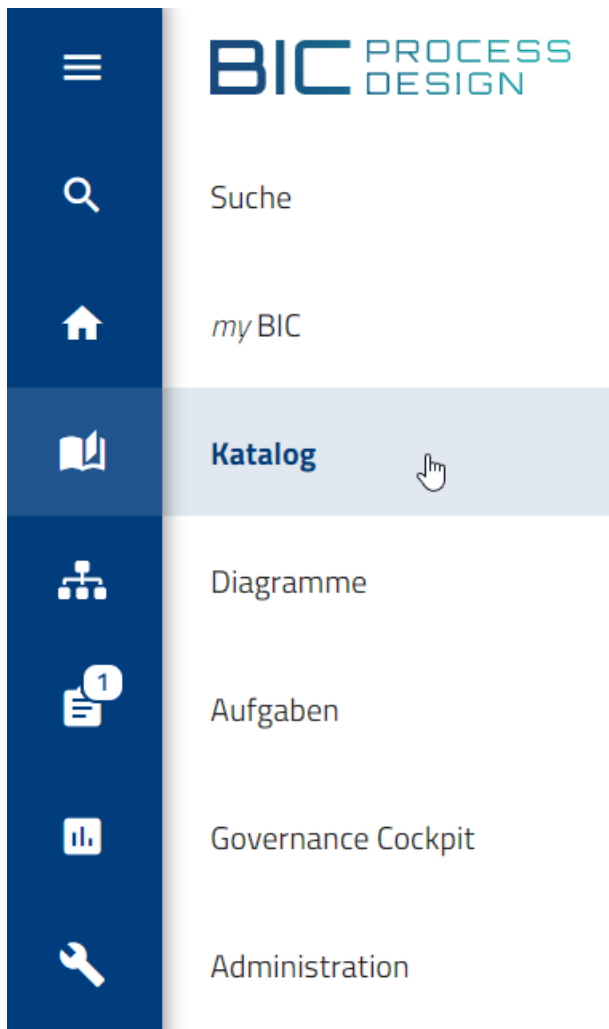 BIC PROCESS
DESIGN
Suche
my BIC
Katalog
Diagramme
1
Aufgaben
Governance Cockpit
Administration